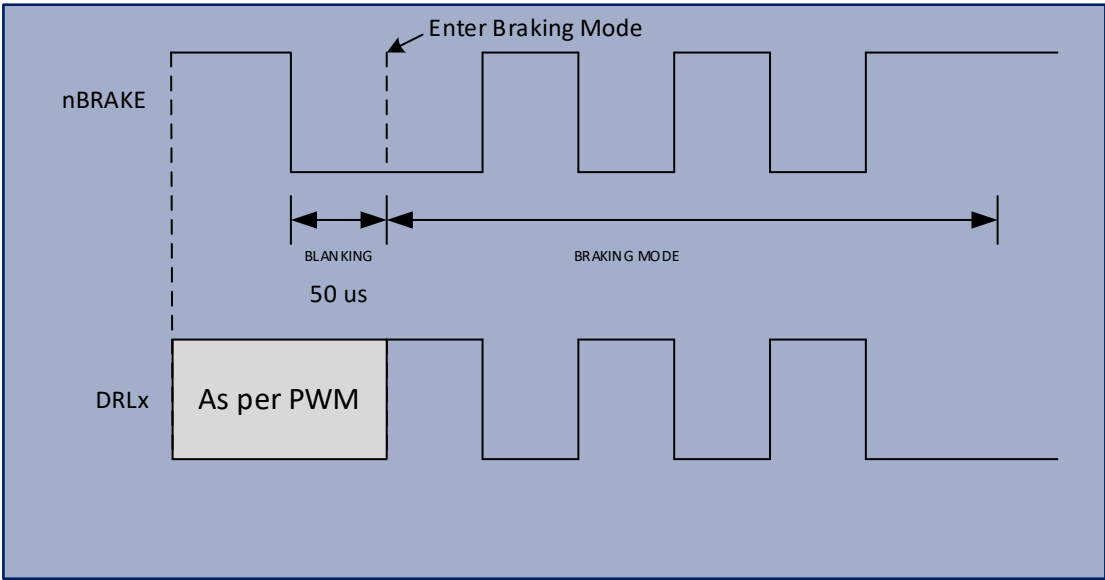 Enter Braking Mode
nBRAKE
BLANKING
BRAKING MODE
50 us
DRLx
As per PWM